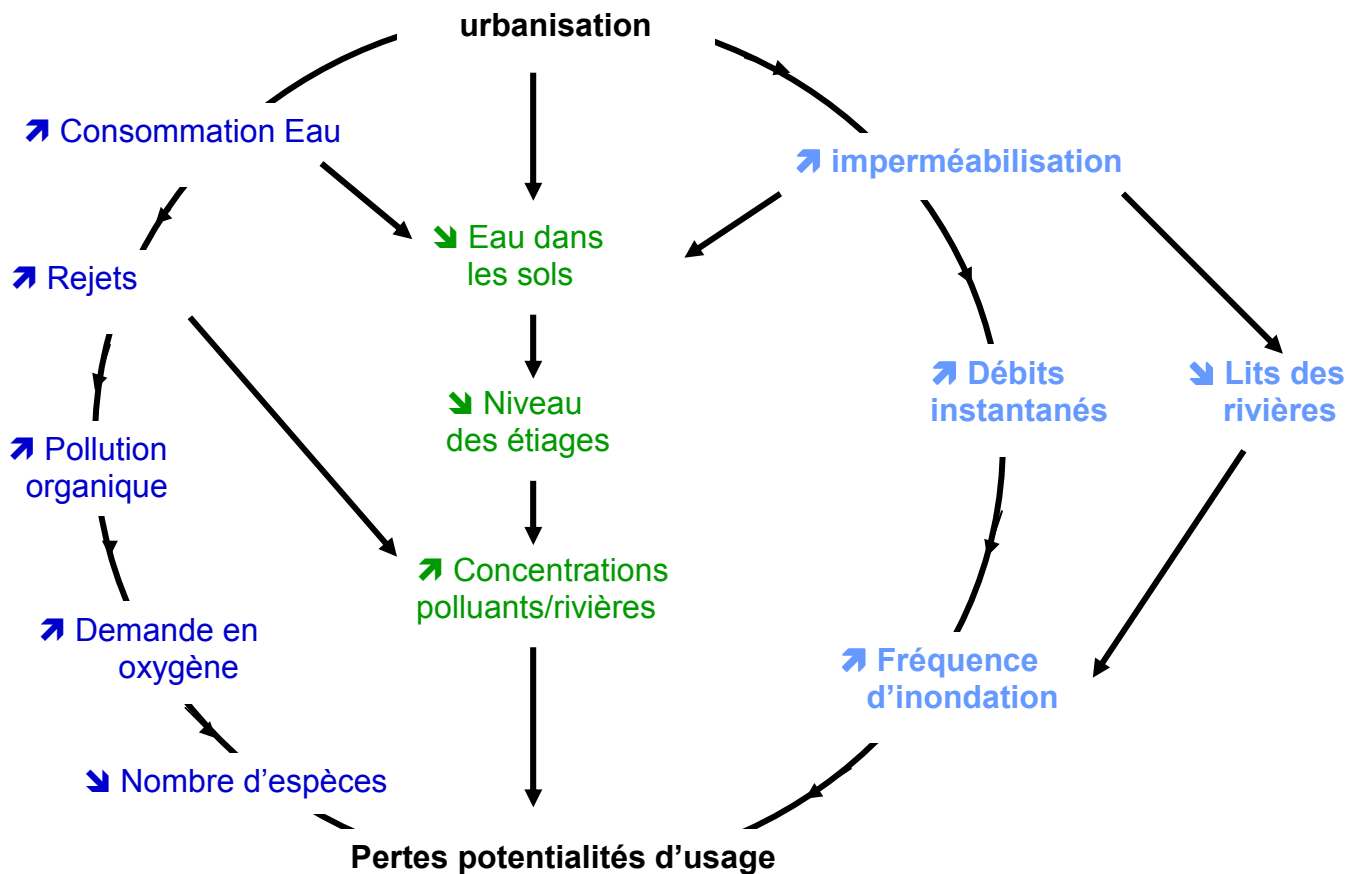 urbanisation
↗ Consommation Eau
↗ imperméabilisation
↘ Eau dans
les sols
↗ Rejets
↗ Débits
instantanés
↘ Lits des
rivières
↘ Niveau
des étiages
↗ Pollution
organique
↗ Concentrations
polluants/rivières
↗ Demande en
oxygène
↗ Fréquence
d’inondation
↘ Nombre d’espèces
Pertes potentialités d’usage